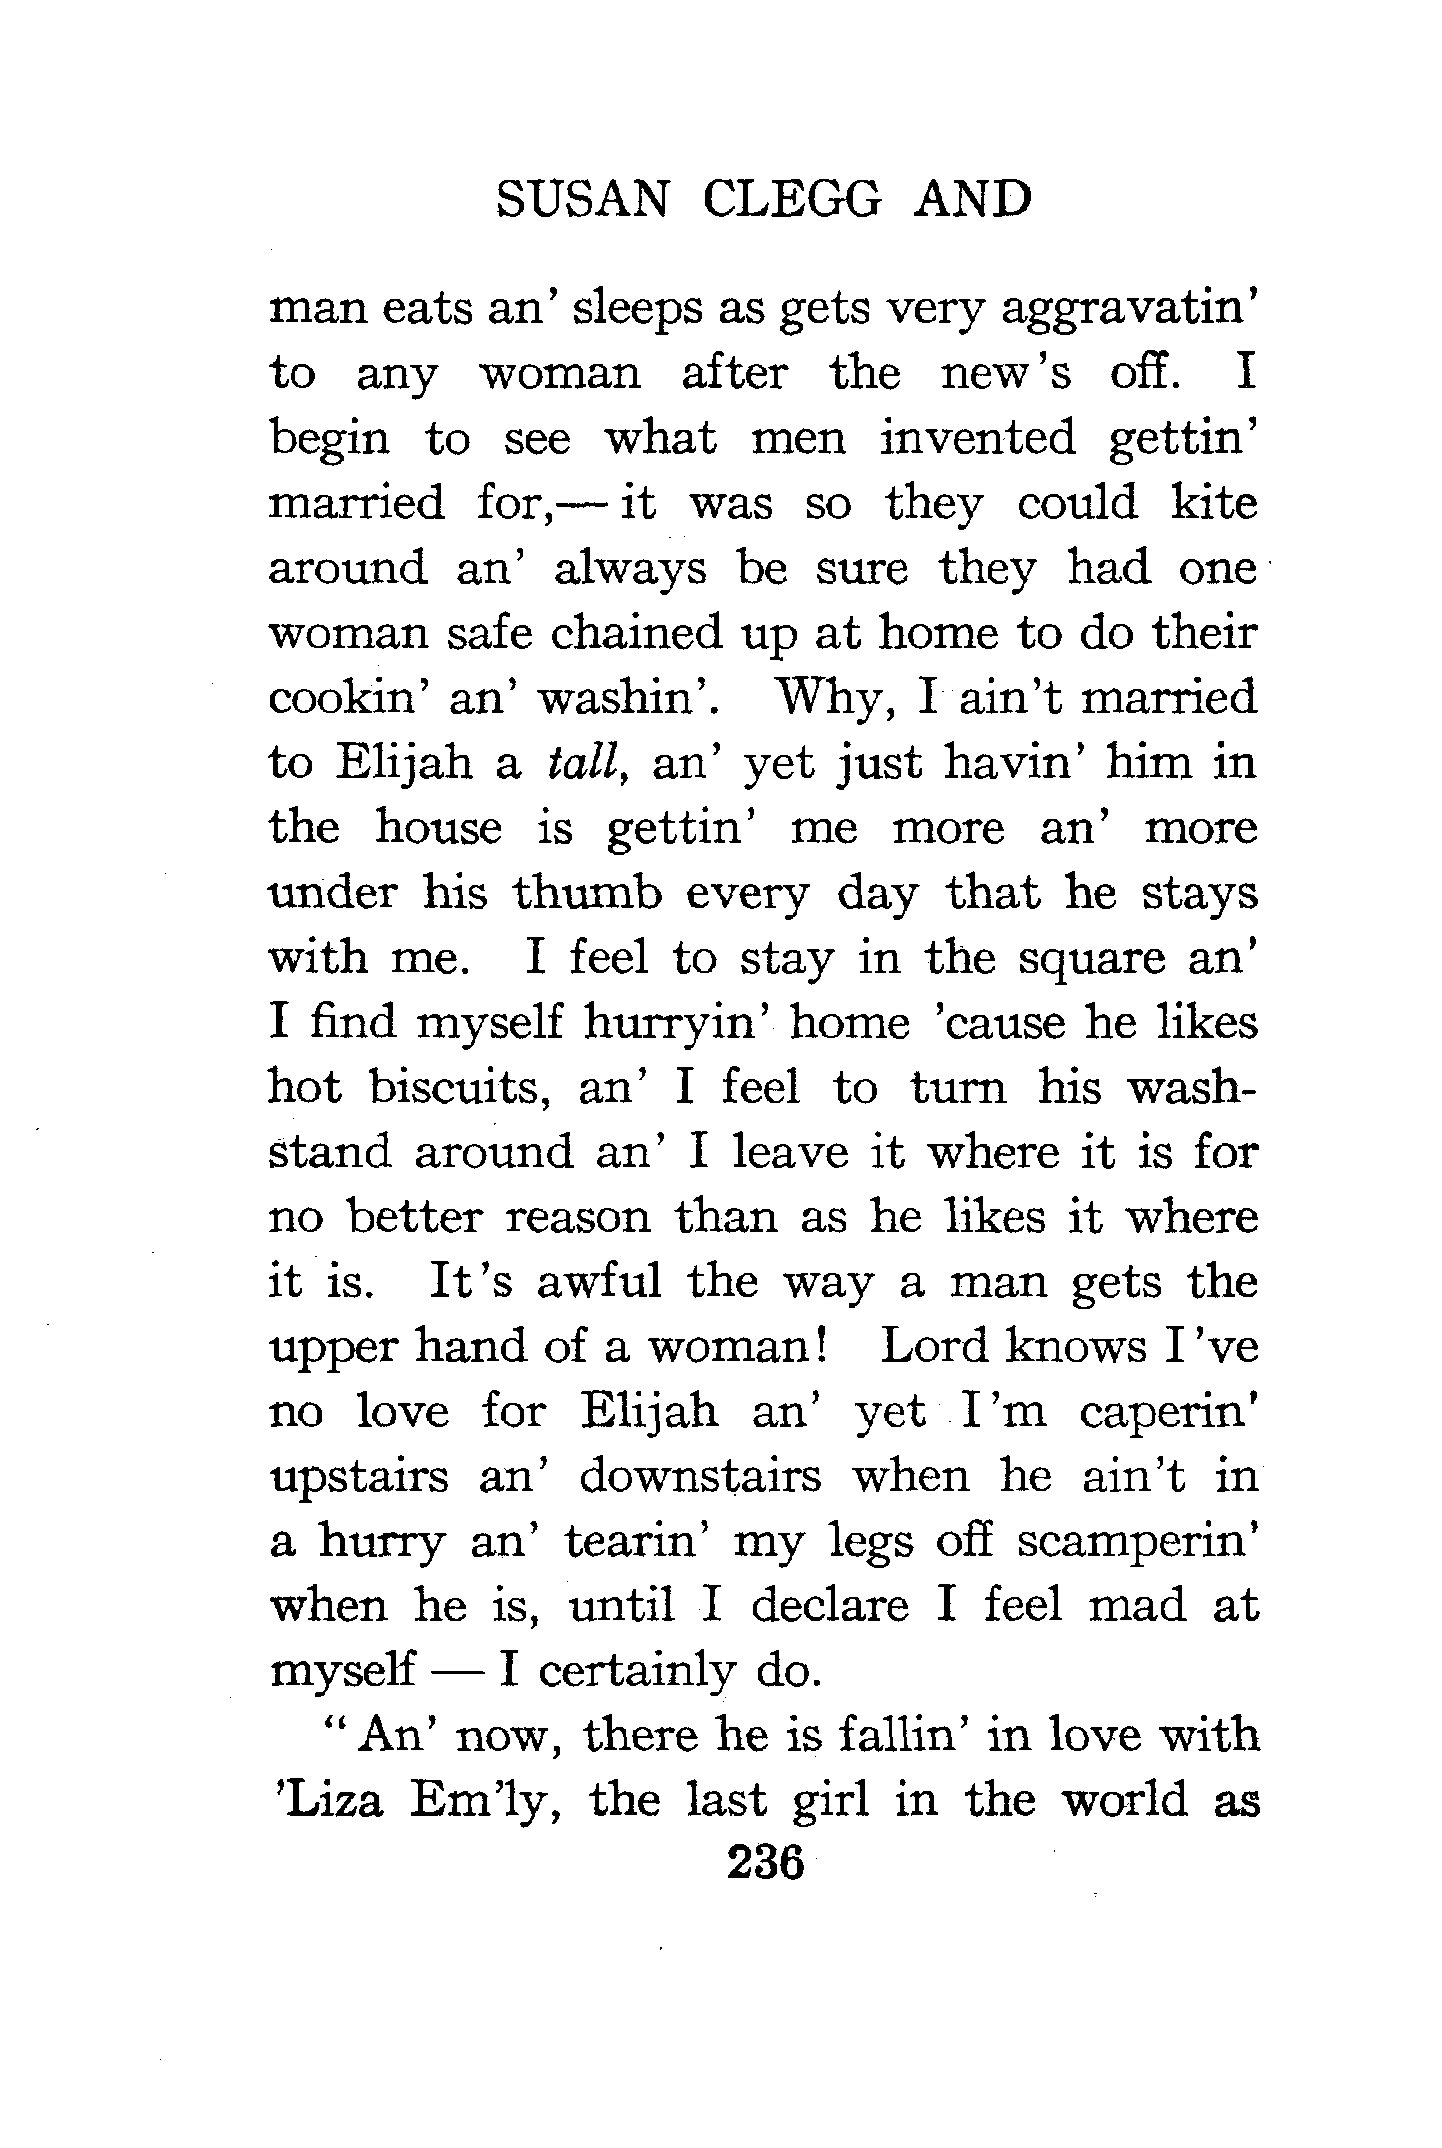 SUSAN CLEGG AND
man eats an' sleeps as gets very aggravatin'
to any woman after the new's off. I
begin to see what men invented gettin'
married for,— it was so they could kite
around an' always be sure they had one
woman safe chained up at home to do their
cookin' an' washin'. Why, I ain't married
to Elijah a tall, an' yet just havin' him in
the house is gettin' me more an' more
under his thumb every day that he stays
with me. I feel to stay in the square an'
I find myself hurryin' home 'cause he likes
hot biscuits, an' I feel to turn his wash-
stand around an' I leave it where it is for
no better reason than as he likes it where
it is. It's awful the way a man gets the
upper hand of a woman! Lord knows I've
no love for Elijah an' yet I'm caperin'
upstairs an' downstairs when he ain't in
a hurry an' tearin' my legs off scamperin'
when he is, until I declare I feel mad at
myself — I certainly do.
"An' now, there he is fallin' in love with
'Liza Em'ly, the last girl in the world as
236